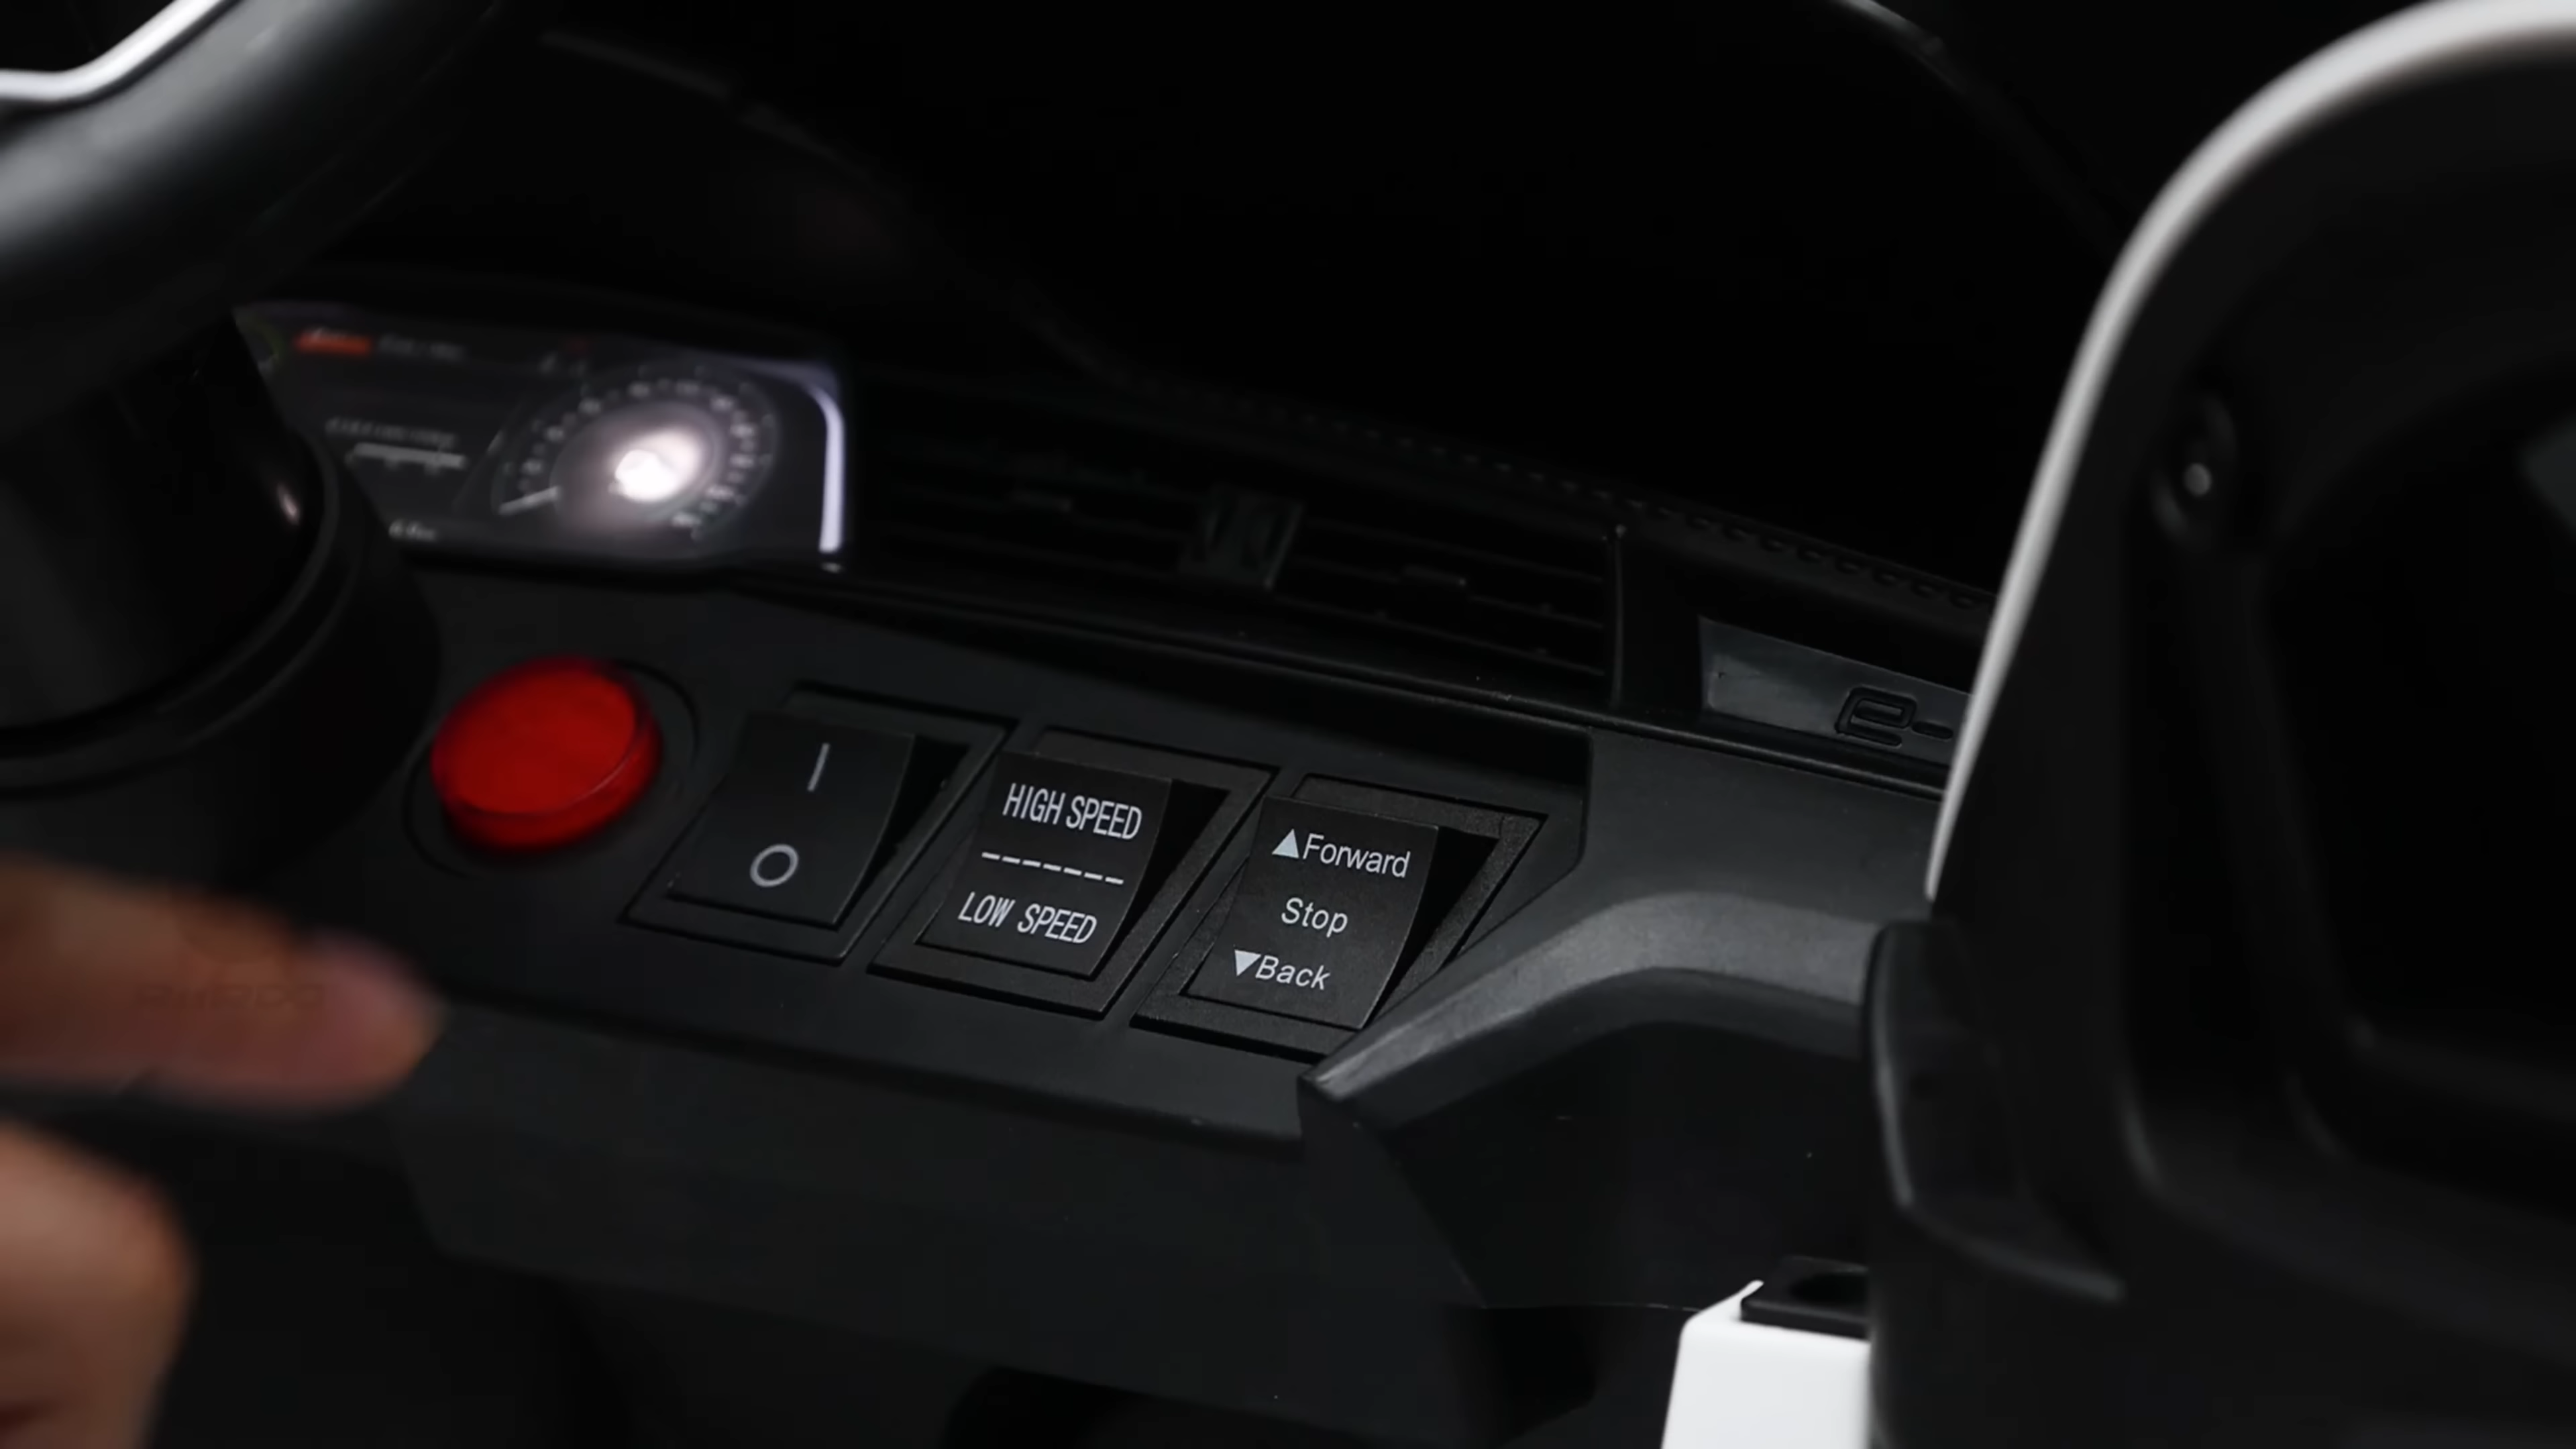 e-
|
O
HIGH SPEED
------
LOW SPEED
▲Forward
Stop
▼Back